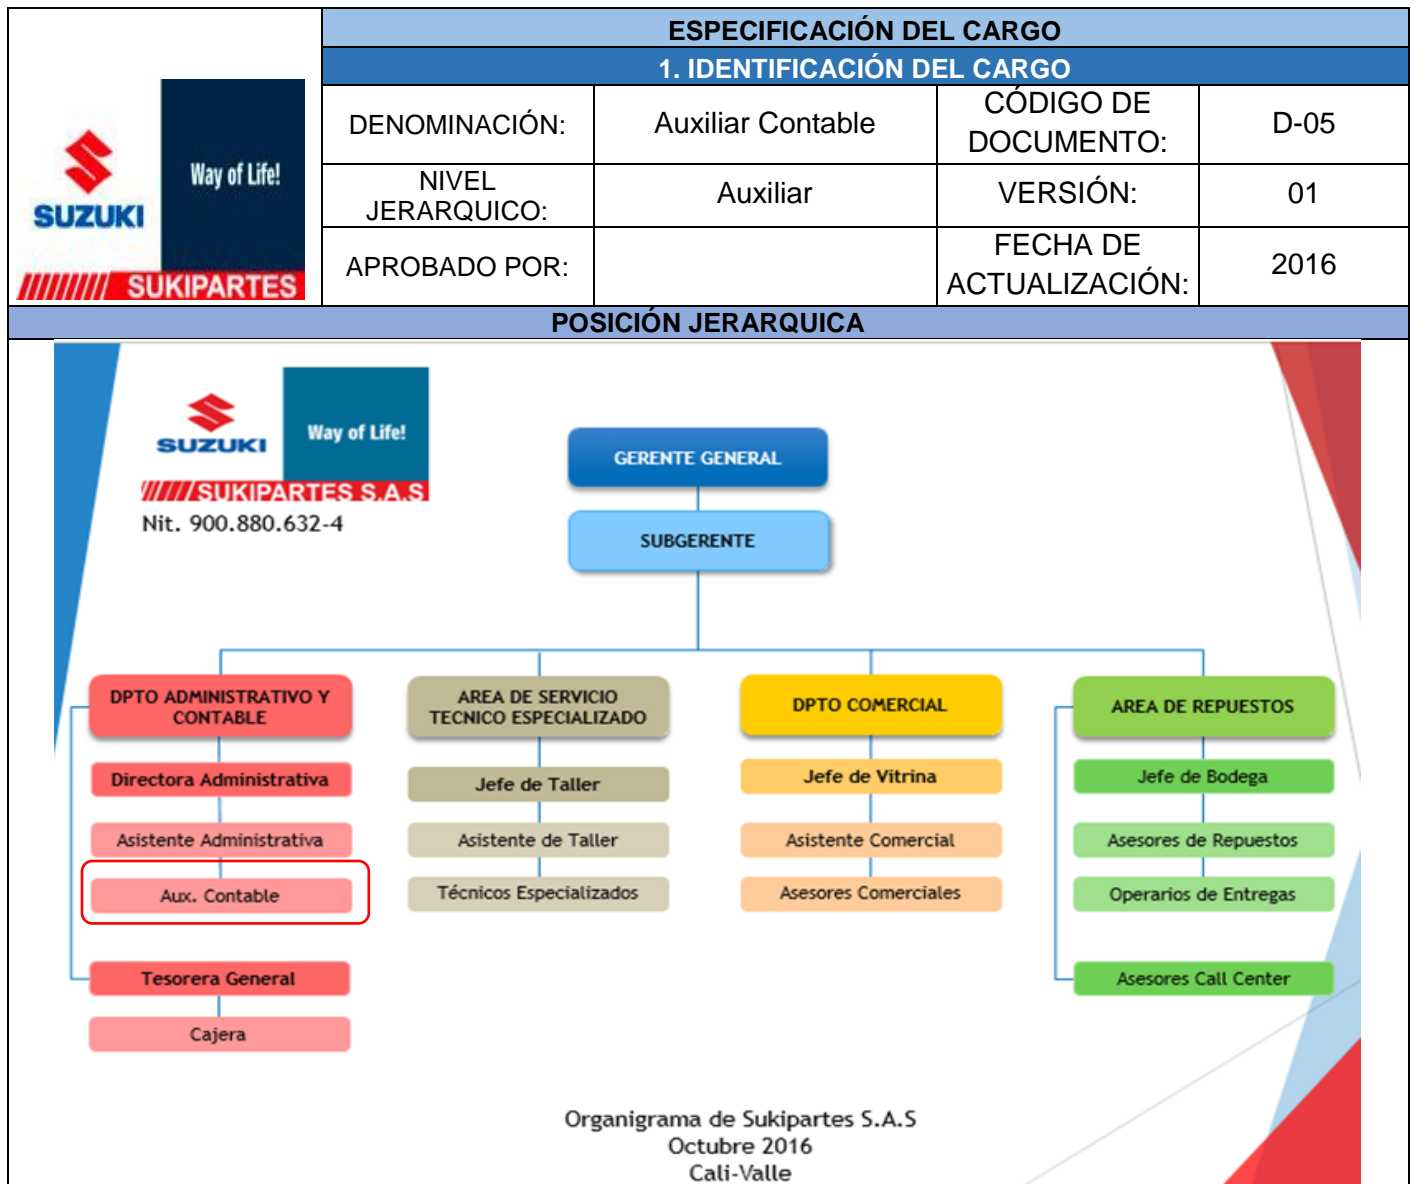 ESPECIFICACIÓN DEL CARGO
1. IDENTIFICACIÓN DEL CARGO
SUZUKI
Way of Life!
SUKIPARTES
DENOMINACIÓN:
Auxiliar Contable
CÓDIGO DE
DOCUMENTO:
D-05
NIVEL
JERARQUICO:
Auxiliar
VERSIÓN:
01
APROBADO POR:
FECHA DE
ACTUALIZACIÓN:
2016
POSICIÓN JERARQUICA
SUZUKI
Way of Life!
SUKIPARTES S.A.S
Nit. 900.880.632-4
GERENTE GENERAL
SUBGERENTE
DPTO ADMINISTRATIVO Y
CONTABLE
Directora Administrativa
Asistente Administrativa
Aux. Contable
Tesorera General
Cajera
AREA DE SERVICIO
TECNICO ESPECIALIZADO
Jefe de Taller
Asistente de Taller
Técnicos Especializados
DPTO COMERCIAL
Jefe de Vitrina
Asistente Comercial
Asesores Comerciales
AREA DE REPUESTOS
Jefe de Bodega
Asesores de Repuestos
Operarios de Entregas
Asesores Call Center
Organigrama de Sukipartes S.A.S
Octubre 2016
Cali-Valle